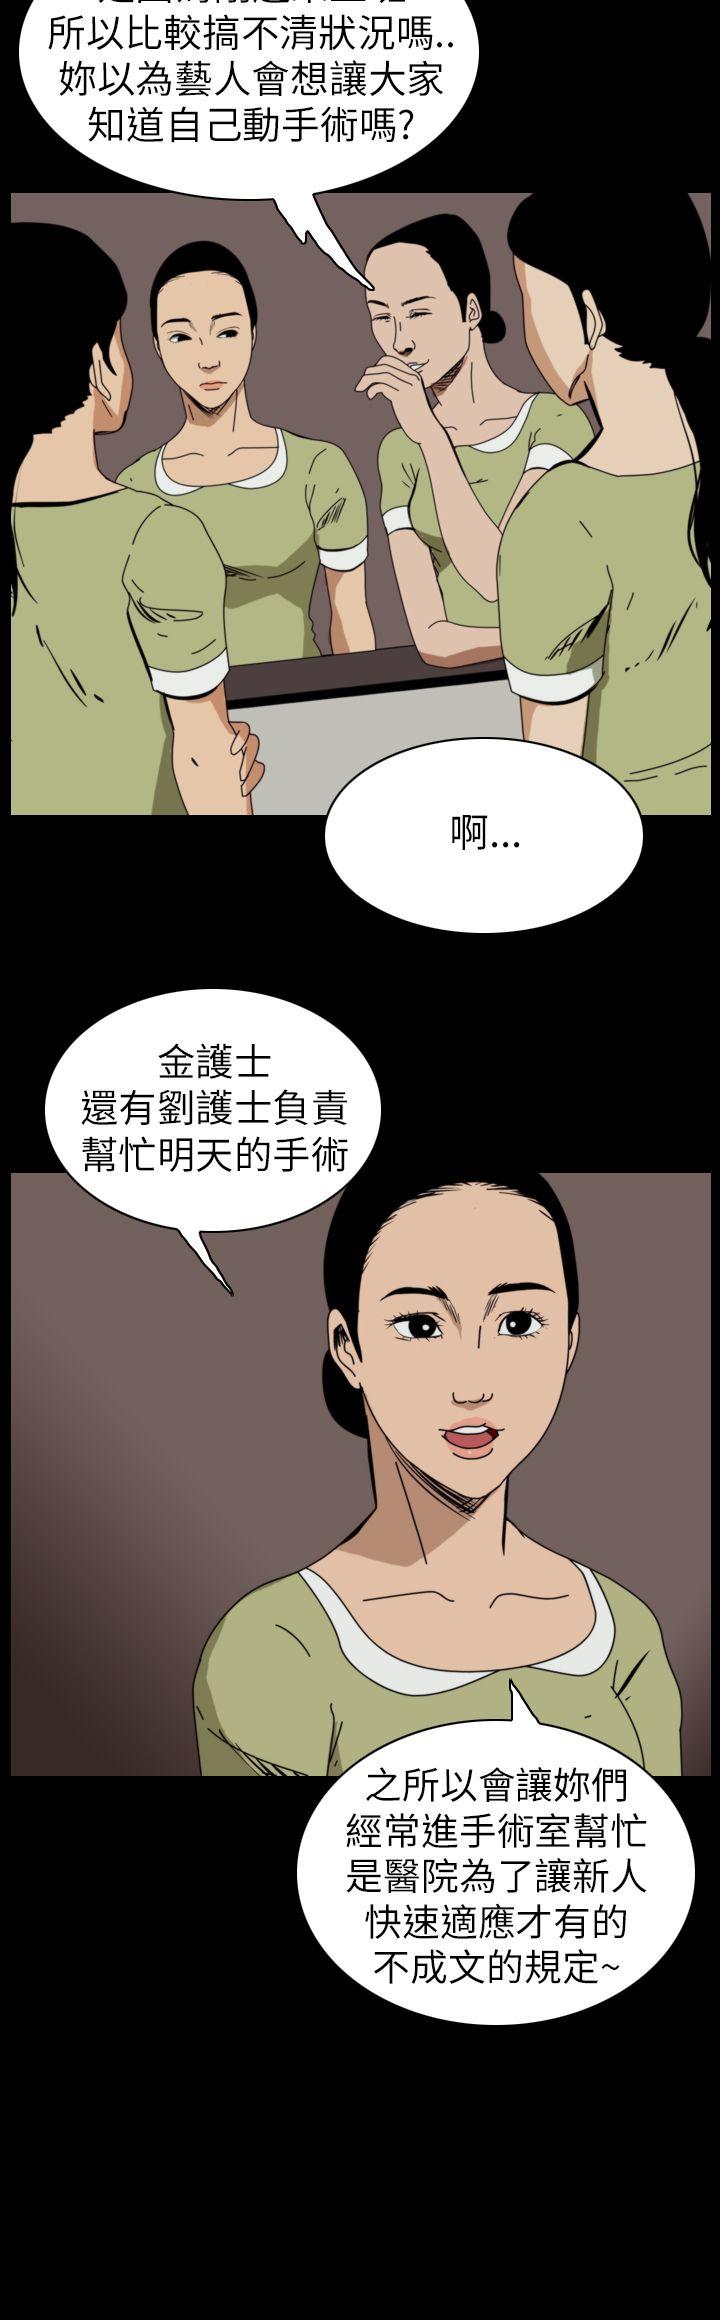 所以比較搞不清狀況嗎..
妳以為藝人會想讓大家
知道自己動手術嗎?
啊...
金護士
還有劉護士負責
幫忙明天的手術
之所以會讓妳們
經常進手術室幫忙
是醫院為了讓新人
快速適應才有的
不成文的規定~